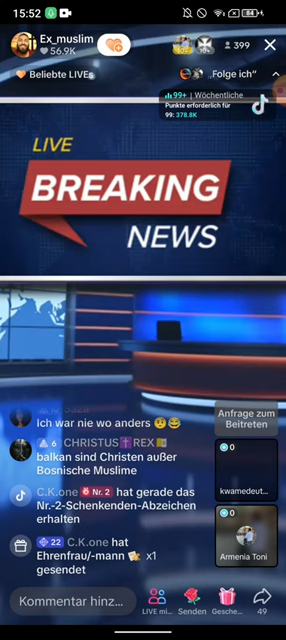 15:52
84
Ex_muslim
56.9K
399
Beliebte LIVEs
„Folge ich“
99+ | Wöchentliche
Punkte erforderlich für
99: 378.8K
LIVE
BREAKING
NEWS
Ich war nie wo anders 🤨😂
6 CHRISTUS✝️REX🇻🇦
balkan sind Christen außer
Bosnische Muslime
C.K.one Nr. 2 hat gerade das
Nr.-2-Schenkenden-Abzeichen
erhalten
22 C.K.one hat
Ehrenfrau/-mann x1
gesendet
Anfrage zum
Beitreten
0
kwamedeut...
0
Armenia Toni
Kommentar hinz...
LIVE mi...
Senden
Gesche...
49